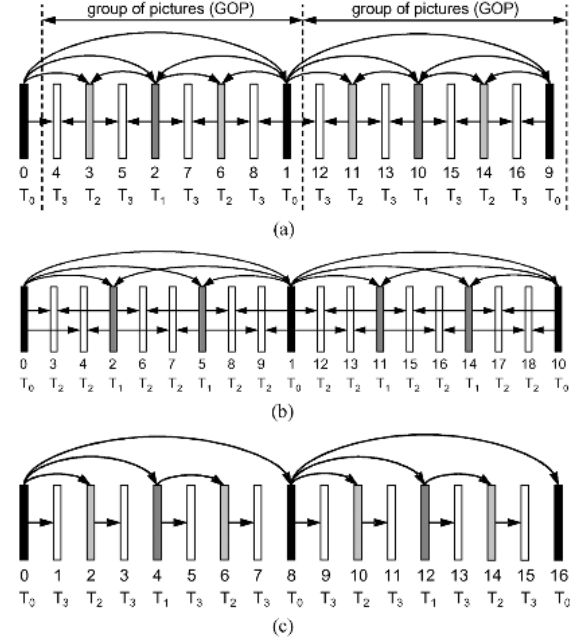 group of pictures (GOP) group of pictures (GOP)
0 4 3 5 2 7 6 8 1 12 11 13 10 15 14 16 9
T0 T3 T2 T3 T1 T3 T2 T3 T0 T3 T2 T3 T1 T3 T2 T3 T0
(a)
0 3 4 2 6 7 5 8 9 1 12 13 11 15 16 14 17 18 10
T0 T2 T2 T1 T2 T2 T1 T2 T2 T0 T2 T2 T1 T2 T2 T1 T2 T2 T0
(b)
0 1 2 3 4 5 6 7 8 9 10 11 12 13 14 15 16
T0 T3 T2 T3 T1 T3 T2 T3 T0 T3 T2 T3 T1 T3 T2 T3 T0
(c)